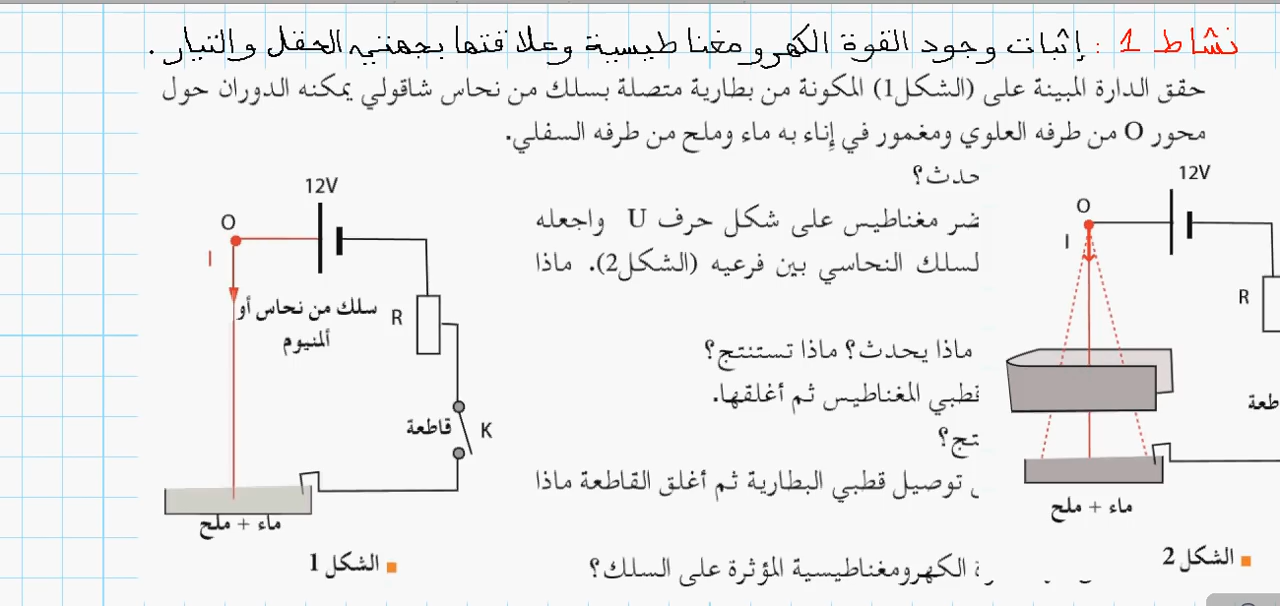 نشاط 1 : إثبات وجود القوة الكهرومغناطيسية وعلاقتها بجهتي الحقل والتيار.
حقق الدارة المبينة على (الشكل1) المكونة من بطارية متصلة بسلك من نحاس شاقولي يمكنه الدوران حول
محور O من طرفه العلوي ومغمور في إناء به ماء وملح من طرفه السفلي.
حدث؟
ضر مغناطيس على شكل حرف U واجعله
لسلك النحاسي بين فرعيه (الشكل2). ماذا
ماذا يحدث؟ ماذا تستنتج؟
قطبي المغناطيس ثم أغلقها.
تج؟
توصيل قطبي البطارية ثم أغلق القاطعة ماذا
الكهرومغناطيسية المؤثرة على السلك؟
12V
O
I
سلك من نحاس أو
ألمنيوم
R
قاطعة
K
ماء + ملح
الشكل 1
12V
O
I
R
طعة
ماء + ملح
الشكل 2